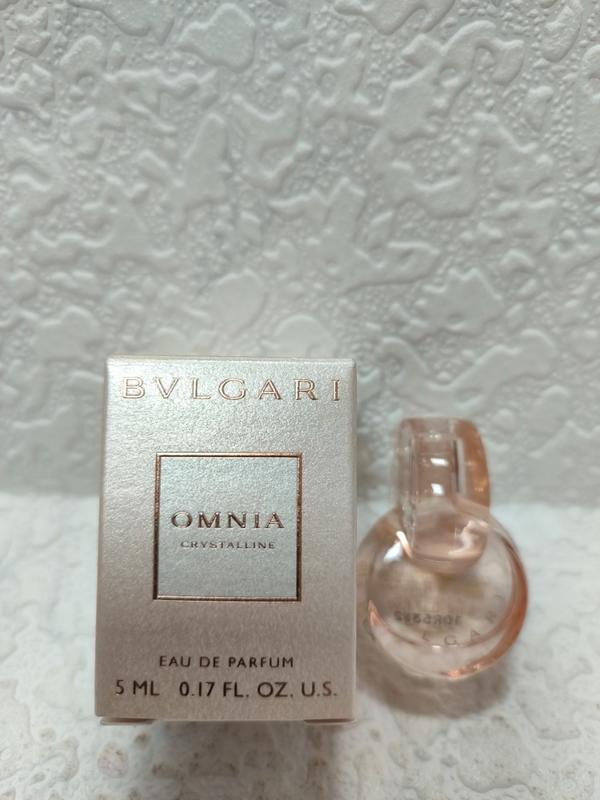 BVLGARI
OMNIA
CRYSTALLINE
EAU DE PARFUM
5 ML 0.17 FL. OZ. U.S.